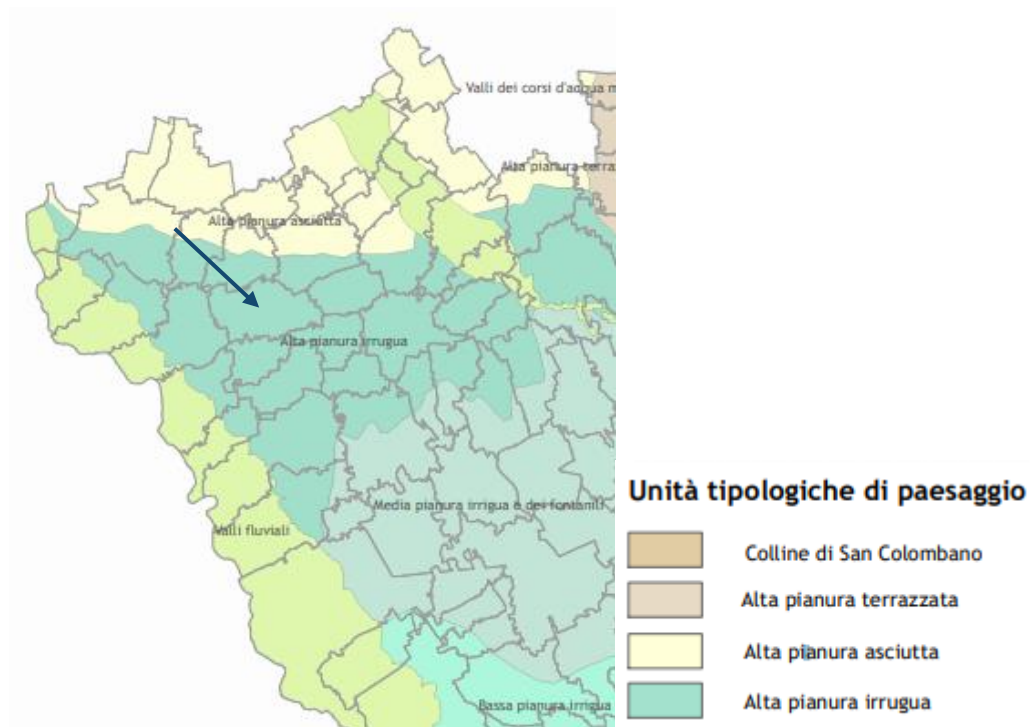 Valli dei corsi d'acqua m
Alta pianura terra
Alta pianura asciutta
Alta pianura irrugua
Media pianura irrigua e dei fontanili
Valli fluviali
Bassa pianura irrigua
Unità tipologiche di paesaggio
Colline di San Colombano
Alta pianura terrazzata
Alta pianura asciutta
Alta pianura irrugua